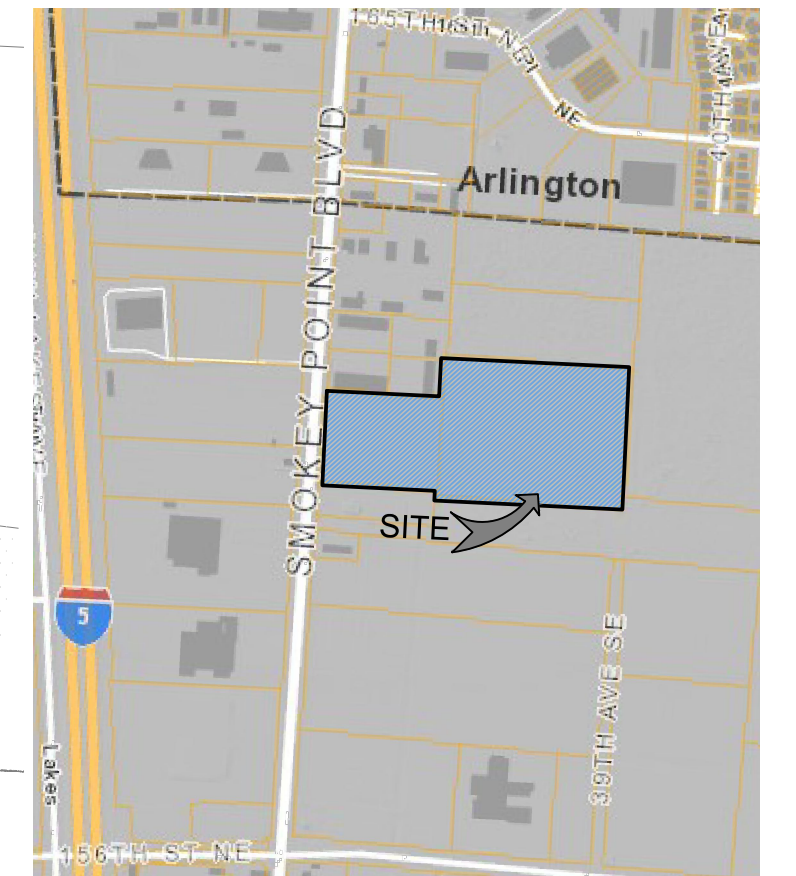 165TH ST NE
PI
NE
40TH AVE
Arlington
SMOKEY POINT BLVD
SITE
5
39TH AVE SE
Lakes
156TH ST NE